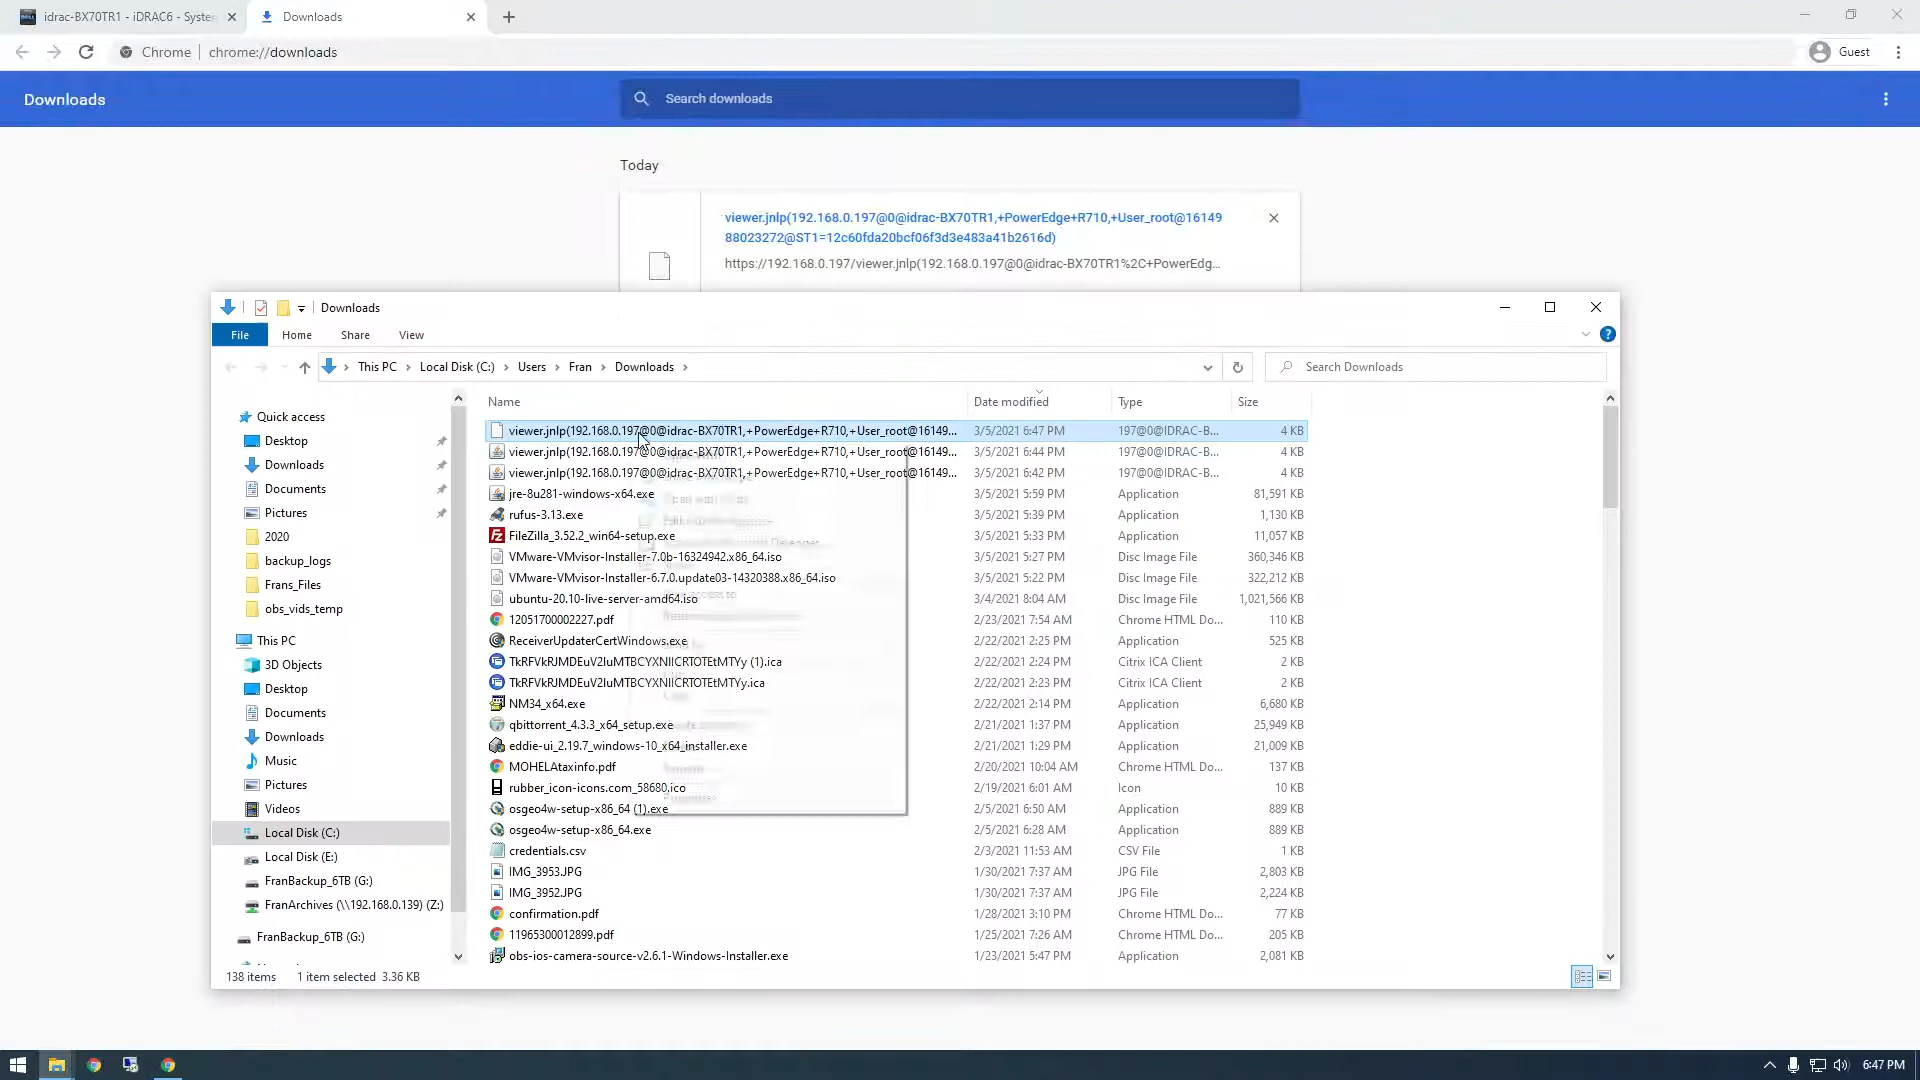 idrac-BX70TR1 - iDRAC6 - Syster
Downloads
Chrome
chrome://downloads
Guest
Downloads
Search downloads
Today
viewer.jnlp(192.168.0.197@0@idrac-BX70TR1,+PowerEdge+R710,+User_root@16149
88023272@ST1=12c60fda20bcf06f3d3e483a41b2616d)
https://192.168.0.197/viewer.jnlp(192.168.0.197@0@idrac-BX70TR1%2C+PowerEdg...
Downloads
File Home Share View
This PC > Local Disk (C:) > Users > Fran > Downloads >
Search Downloads
Name Date modified Type Size
Quick access
Desktop
Downloads
Documents
Pictures
2020
backup_logs
Frans_Files
obs_vids_temp
This PC
3D Objects
Desktop
Documents
Downloads
Music
Pictures
Videos
Local Disk (C:)
Local Disk (E:)
FranBackup_6TB (G:)
FranArchives (\\192.168.0.139) (Z:)
FranBackup_6TB (G:)
viewer.jnlp(192.168.0.197@0@idrac-BX70TR1,+PowerEdge+R710,+User_root@16149... 3/5/2021 6:47 PM 197@0@IDRAC-B... 4 KB
viewer.jnlp(192.168.0.197@0@idrac-BX70TR1,+PowerEdge+R710,+User_root@16149... 3/5/2021 6:44 PM 197@0@IDRAC-B... 4 KB
viewer.jnlp(192.168.0.197@0@idrac-BX70TR1,+PowerEdge+R710,+User_root@16149... 3/5/2021 6:42 PM 197@0@IDRAC-B... 4 KB
jre-8u281-windows-x64.exe 3/5/2021 5:59 PM Application 81,591 KB
rufus-3.13.exe 3/5/2021 5:39 PM Application 1,130 KB
FileZilla_3.52.2_win64-setup.exe 3/5/2021 5:33 PM Application 11,057 KB
VMware-VMvisor-Installer-7.0b-16324942.x86_64.iso 3/5/2021 5:27 PM Disc Image File 360,346 KB
VMware-VMvisor-Installer-6.7.0.update03-14320388.x86_64.iso 3/5/2021 5:22 PM Disc Image File 322,212 KB
ubuntu-20.10-live-server-amd64.iso 3/4/2021 8:04 AM Disc Image File 1,021,566 KB
12051700002227.pdf 2/23/2021 7:54 AM Chrome HTML Do... 110 KB
ReceiverUpdaterCertWindows.exe 2/22/2021 2:25 PM Application 525 KB
TkRFVkRJMDEuV2luMTBCYXNlICRTOTEtMTYy (1).ica 2/22/2021 2:24 PM Citrix ICA Client 2 KB
TkRFVkRJMDEuV2luMTBCYXNlICRTOTEtMTYy.ica 2/22/2021 2:23 PM Citrix ICA Client 2 KB
NM34_x64.exe 2/22/2021 2:14 PM Application 6,680 KB
qbittorrent_4.3.3_x64_setup.exe 2/21/2021 1:37 PM Application 25,949 KB
eddie-ui_2.19.7_windows-10_x64_installer.exe 2/21/2021 1:29 PM Application 21,009 KB
MOHELAtaxinfo.pdf 2/20/2021 10:04 AM Chrome HTML Do... 137 KB
rubber_icon-icons.com_58680.ico 2/19/2021 6:01 AM Icon 10 KB
osgeo4w-setup-x86_64 (1).exe 2/5/2021 6:50 AM Application 889 KB
osgeo4w-setup-x86_64.exe 2/5/2021 6:28 AM Application 889 KB
credentials.csv 2/3/2021 11:53 AM CSV File 1 KB
IMG_3953.JPG 1/30/2021 7:37 AM JPG File 2,803 KB
IMG_3952.JPG 1/30/2021 7:37 AM JPG File 2,224 KB
confirmation.pdf 1/28/2021 3:10 PM Chrome HTML Do... 77 KB
11965300012899.pdf 1/25/2021 7:26 AM Chrome HTML Do... 205 KB
obs-ios-camera-source-v2.6.1-Windows-Installer.exe 1/23/2021 5:47 PM Application 2,081 KB
138 items 1 item selected 3.36 KB
6:47 PM